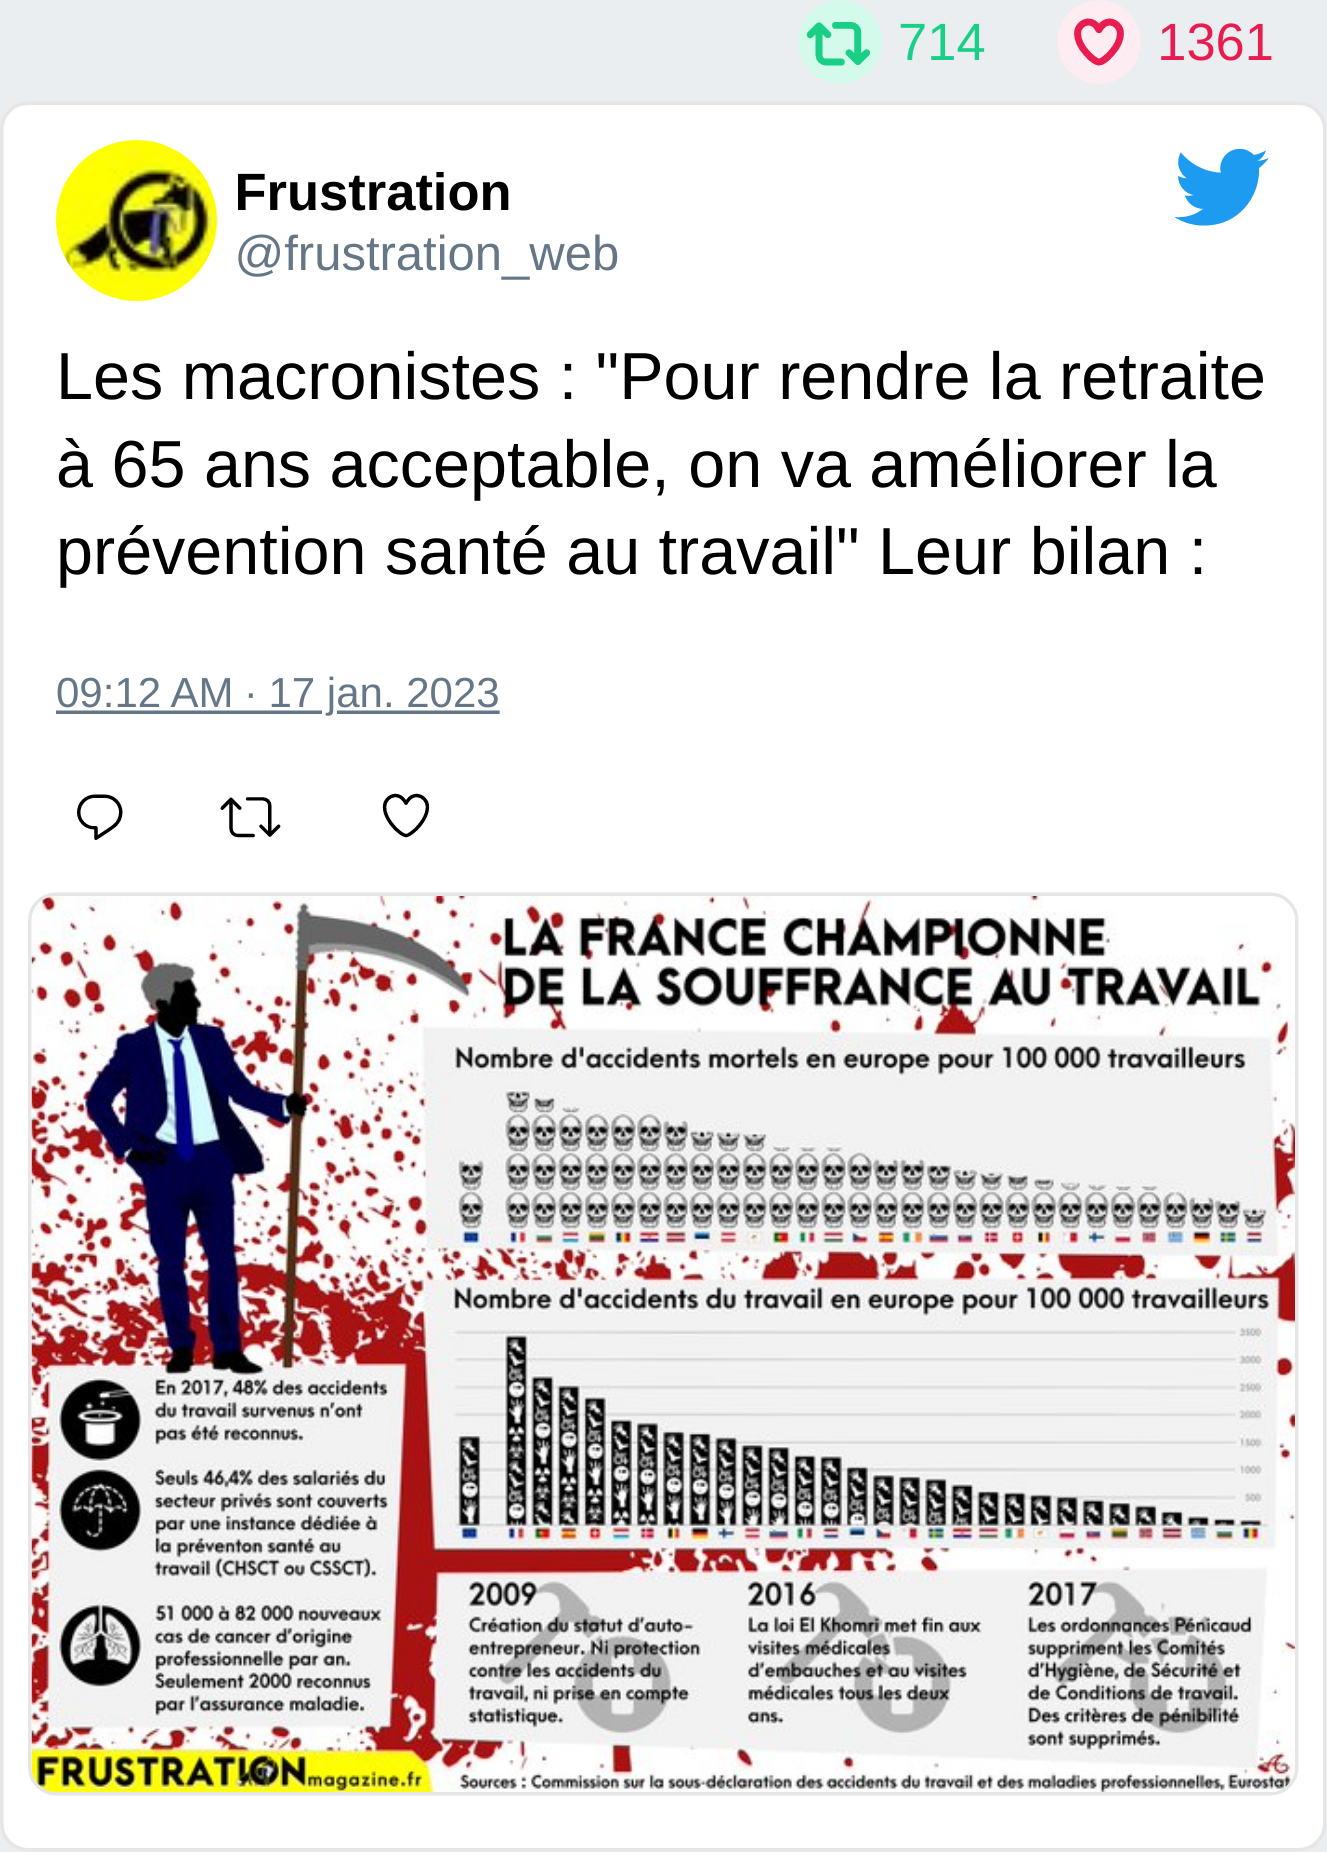 714 1361
Frustration
@frustration_web
Les macronistes : "Pour rendre la retraite
à 65 ans acceptable, on va améliorer la
prévention santé au travail" Leur bilan :
09:12 AM · 17 jan. 2023
LA FRANCE CHAMPIONNE
DE LA SOUFFRANCE AU TRAVAIL
Nombre d'accidents mortels en europe pour 100 000 travailleurs
Nombre d'accidents du travail en europe pour 100 000 travailleurs
3500
3000
2500
2000
1500
1000
500
En 2017, 48% des accidents
du travail survenus n'ont
pas été reconnus.
Seuls 46,4% des salariés du
secteur privés sont couverts
par une instance dédiée à
la préventon santé au
travail (CHSCT ou CSSCT).
51 000 à 82 000 nouveaux
cas de cancer d'origine
professionnelle par an.
Seulement 2000 reconnus
par l'assurance maladie.
2009
Création du statut d'auto-
entrepreneur. Ni protection
contre les accidents du
travail, ni prise en compte
statistique.
2016
La loi El Khomri met fin aux
visites médicales
d'embauches et au visites
médicales tous les deux
ans.
2017
Les ordonnances Pénicaud
suppriment les Comités
d'Hygiène, de Sécurité et
de Conditions de travail.
Des critères de pénibilité
sont supprimés.
FRUSTRATION magazine.fr
Sources : Commission sur la sous-déclaration des accidents du travail et des maladies professionnelles, Eurostat